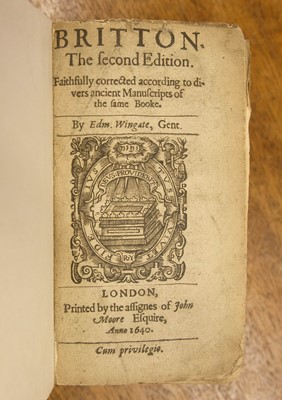 BRITTON.
The second Edition.
Faithfully corrected according to di-
vers ancient Manuscripts of
the same Booke.
By Edm. Wingate, Gent.
LONDON,
Printed by the assignes of John
Moore Esquire,
Anno 1640.
Cum privilegio.